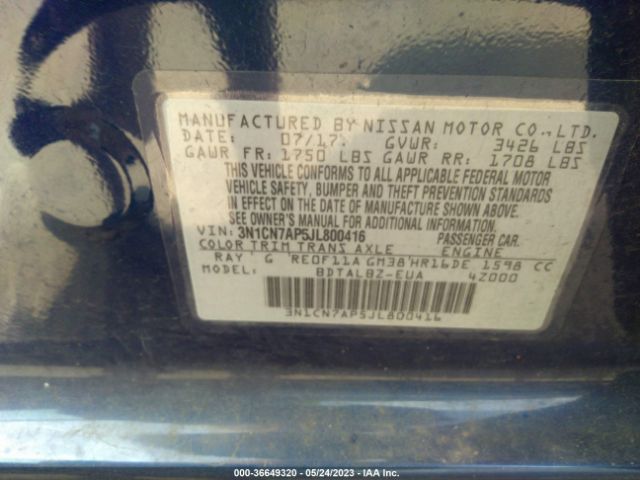 MANUFACTURED BY NISSAN MOTOR CO.,LTD.
DATE: 07/17 GVWR: 3426 LBS
GAWR FR: 1750 LBS GAWR RR: 1708 LBS
THIS VEHICLE CONFORMS TO ALL APPLICABLE FEDERAL MOTOR
VEHICLE SAFETY, BUMPER AND THEFT PREVENTION STANDARDS
IN EFFECT ON THE DATE OF MANUFACTURE SHOWN ABOVE.
SEE OWNER'S MANUAL FOR ADDITIONAL INFORMATION.
VIN: 3N1CN7AP5JL800416 PASSENGER CAR.
COLOR TRIM TRANS AXLE ENGINE
RAY G RE0F11A GM38 HR16DE 1598 CC
MODEL: BDTALBZ-EUA 4Z000
3N1CN7AP5JL800416
000-36649320 - 05/24/2023 - IAA Inc.